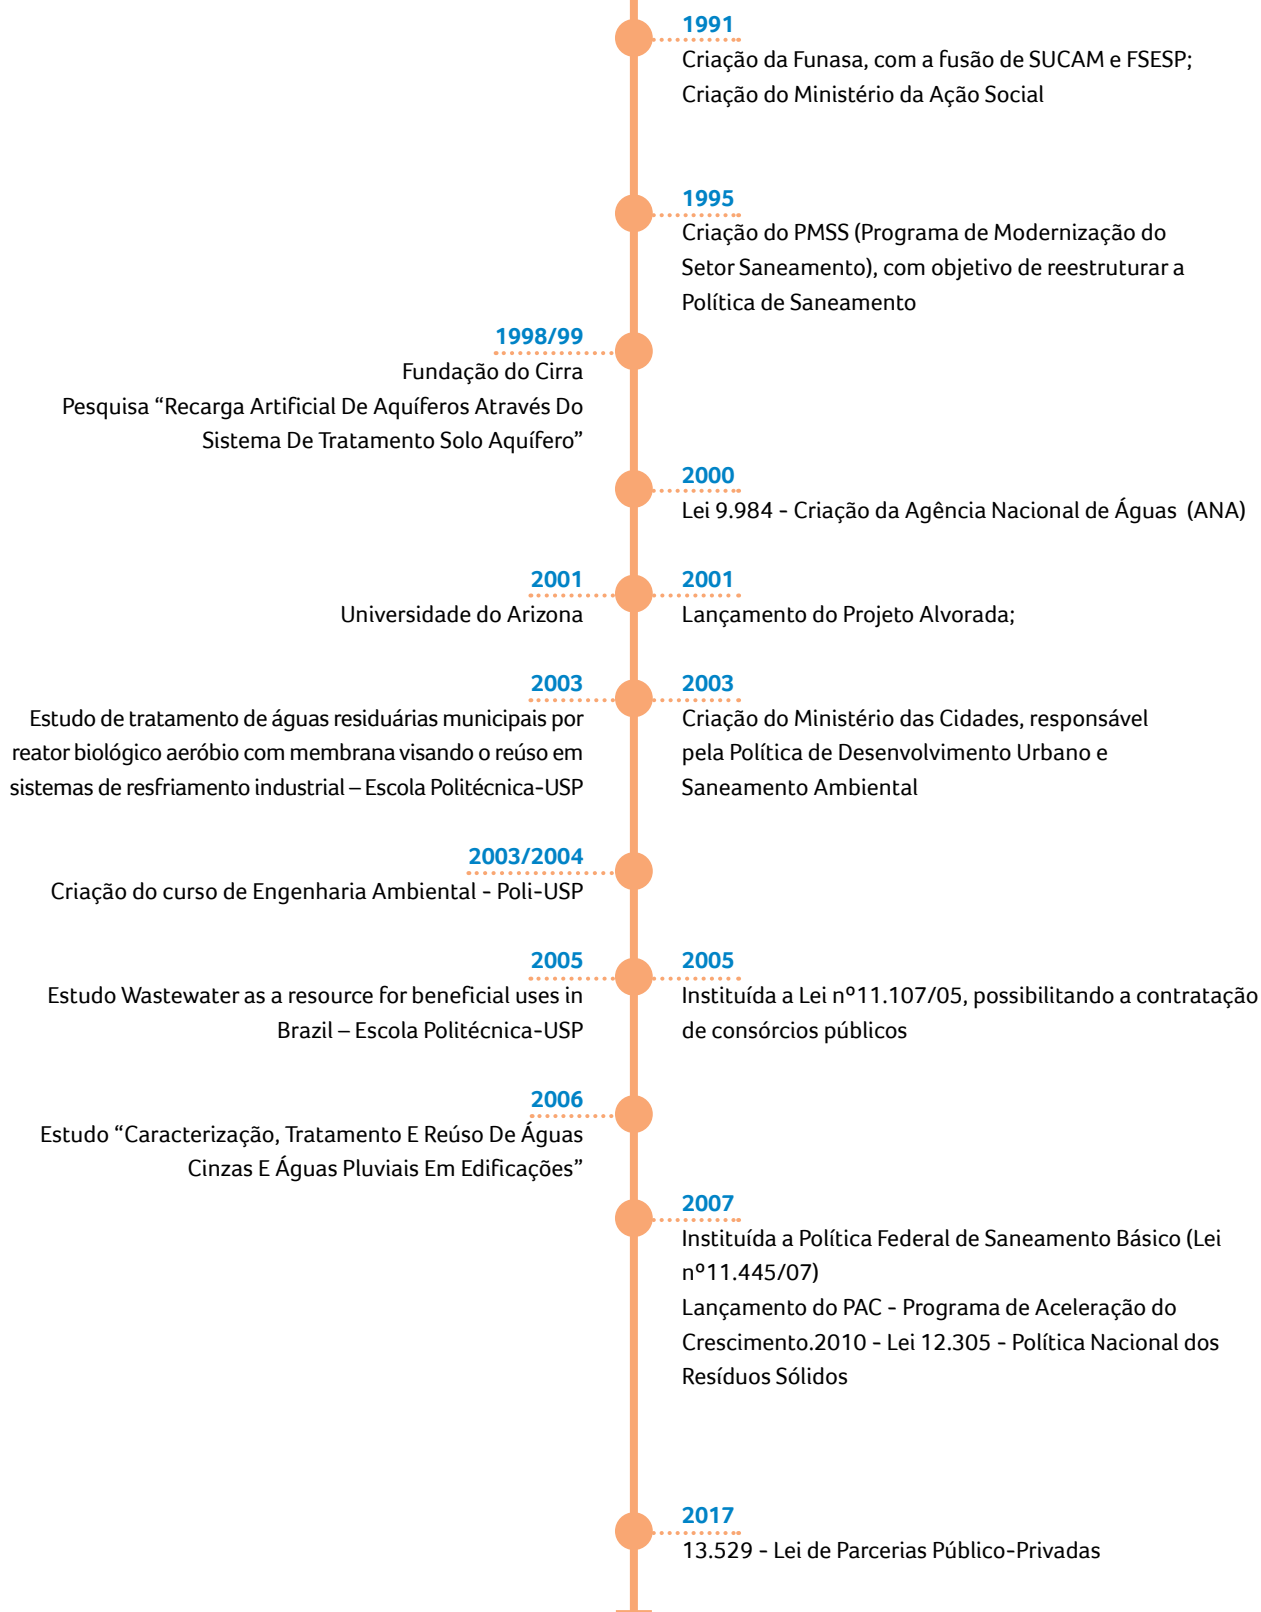 1991
Criação da Funasa, com a fusão de SUCAM e FSESP;
Criação do Ministério da Ação Social
1995
Criação do PMSS (Programa de Modernização do
Setor Saneamento), com objetivo de reestruturar a
Política de Saneamento
1998/99
Fundação do Cirra
Pesquisa “Recarga Artificial De Aquíferos Através Do
Sistema De Tratamento Solo Aquífero”
2000
Lei 9.984 - Criação da Agência Nacional de Águas (ANA)
2001
Universidade do Arizona
2001
Lançamento do Projeto Alvorada;
2003
Estudo de tratamento de águas residuárias municipais por
reator biológico aeróbio com membrana visando o reúso em
sistemas de resfriamento industrial – Escola Politécnica-USP
2003
Criação do Ministério das Cidades, responsável
pela Política de Desenvolvimento Urbano e
Saneamento Ambiental
2003/2004
Criação do curso de Engenharia Ambiental - Poli-USP
2005
Estudo Wastewater as a resource for beneficial uses in
Brazil – Escola Politécnica-USP
2005
Instituída a Lei nº11.107/05, possibilitando a contratação
de consórcios públicos
2006
Estudo “Caracterização, Tratamento E Reúso De Águas
Cinzas E Águas Pluviais Em Edificações”
2007
Instituída a Política Federal de Saneamento Básico (Lei
nº11.445/07)
Lançamento do PAC - Programa de Aceleração do
Crescimento.2010 - Lei 12.305 - Política Nacional dos
Resíduos Sólidos
2017
13.529 - Lei de Parcerias Público-Privadas